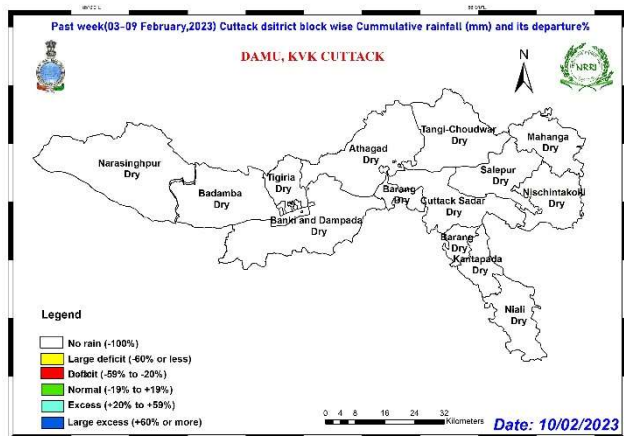 Past week(03-09 February,2023) Cuttack dsitrict block wise Cummulative rainfall (mm) and its departure%
DAMU, KVK CUTTACK
N
NRRI
Tangi-Choudwar
Dry
Mahanga
Dry
Athagad
Dry
Narasinghpur
Dry
Salepur
Dry
Tigiria
Dry
Badamba
Dry
Barang
Dry
Nischintakoili
Dry
Cuttack Sadar
Dry
Banki and Dampada
Dry
Barang
Dry
Kantapada
Dry
Niali
Dry
Legend
No rain (-100%)
Large deficit (-60% or less)
Deficit (-59% to -20%)
Normal (-19% to +19%)
Excess (+20% to +59%)
Large excess (+60% or more)
0 4 8 16 24 32
Kilometers
Date: 10/02/2023